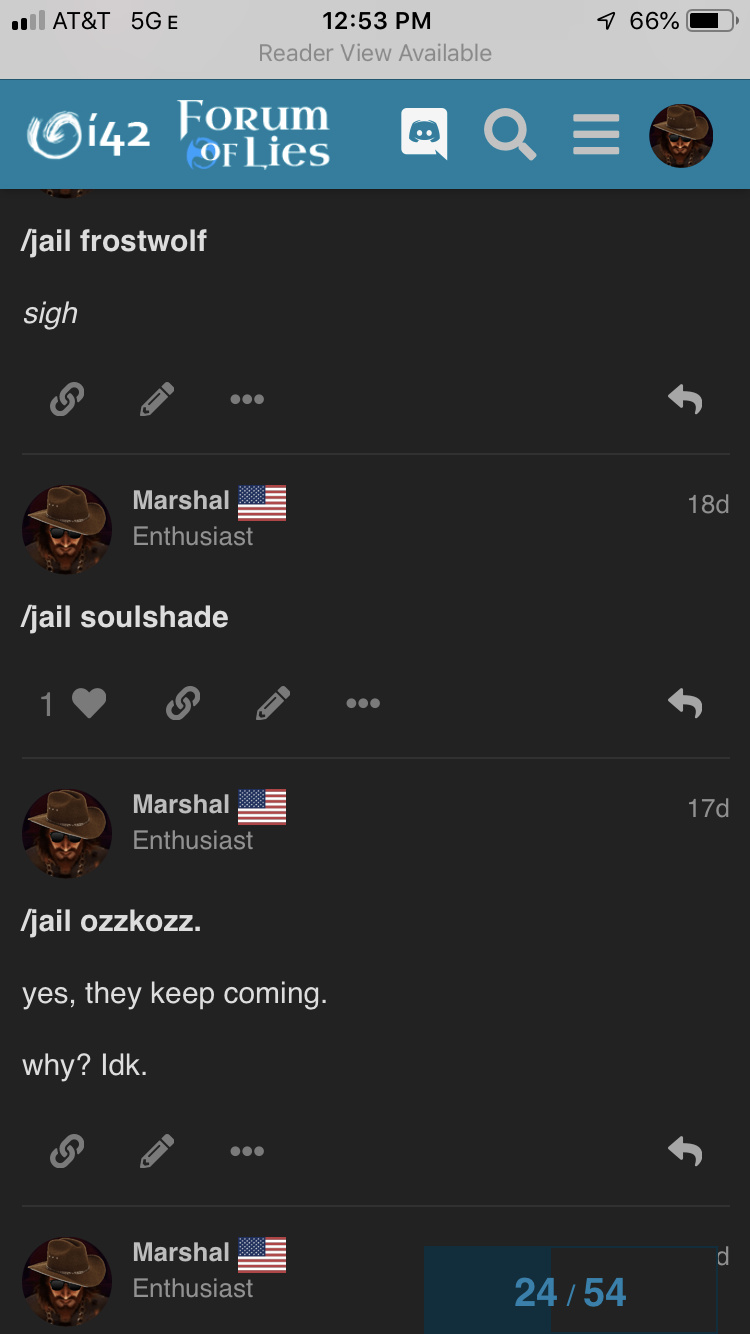 AT&T 5G E 12:53 PM 66%
Reader View Available
í42 Forum of Lies
/jail frostwolf
sigh
Marshal 18d
Enthusiast
/jail soulshade
1
Marshal 17d
Enthusiast
/jail ozzkozz.
yes, they keep coming.
why? Idk.
Marshal d
Enthusiast
24 / 54